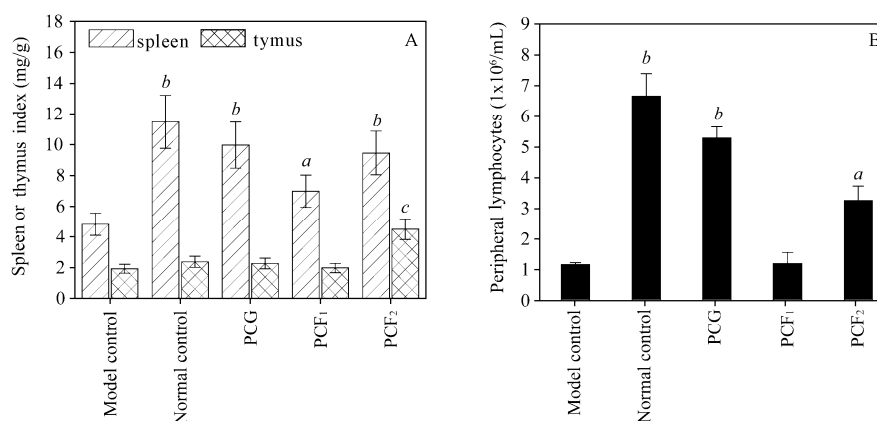 18
16
14
12
10
8
6
4
2
0
Spleen or thymus index (mg/g)
spleen
tymus
A
b
b
a
b
c
Model control
Normal control
PCG
PCF1
PCF2
9
8
7
6
5
4
3
2
1
0
Peripheral lymphocytes (1x10⁶/mL)
B
b
b
a
Model control
Normal control
PCG
PCF1
PCF2